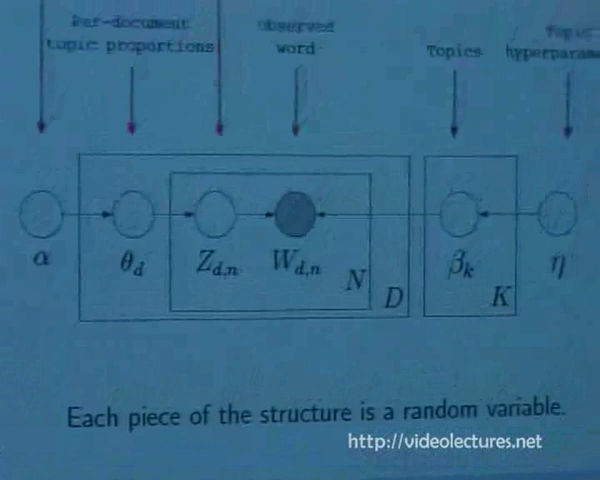 Per-document
topic proportions
Observed
word
Topics
Topic
α
θd
Zd,n
Wd,n
N
D
βk
K
η
Each piece of the structure is a random variable.
http://videolectures.net